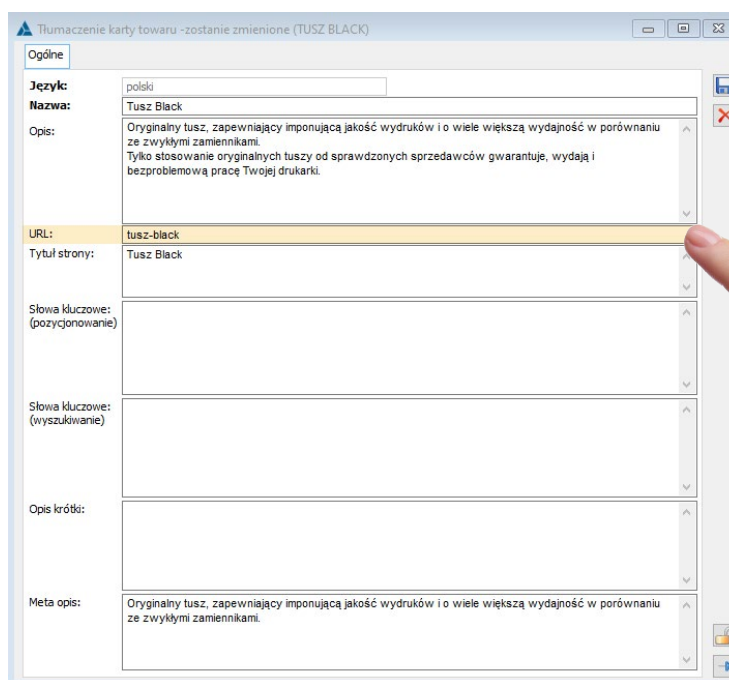 Tłumaczenie karty towaru -zostanie zmienione (TUSZ BLACK)
Ogólne
Język: polski
Nazwa: Tusz Black
Opis: Oryginalny tusz, zapewniający imponującą jakość wydruków i o wiele większą wydajność w porównaniu
ze zwykłymi zamiennikami.
Tylko stosowanie oryginalnych tuszy od sprawdzonych sprzedawców gwarantuje, wydają i
bezproblemową pracę Twojej drukarki.
URL: tusz-black
Tytuł strony: Tusz Black
Słowa kluczowe:
(pozycjonowanie)
Słowa kluczowe:
(wyszukiwanie)
Opis krótki:
Meta opis: Oryginalny tusz, zapewniający imponującą jakość wydruków i o wiele większą wydajność w porównaniu
ze zwykłymi zamiennikami.